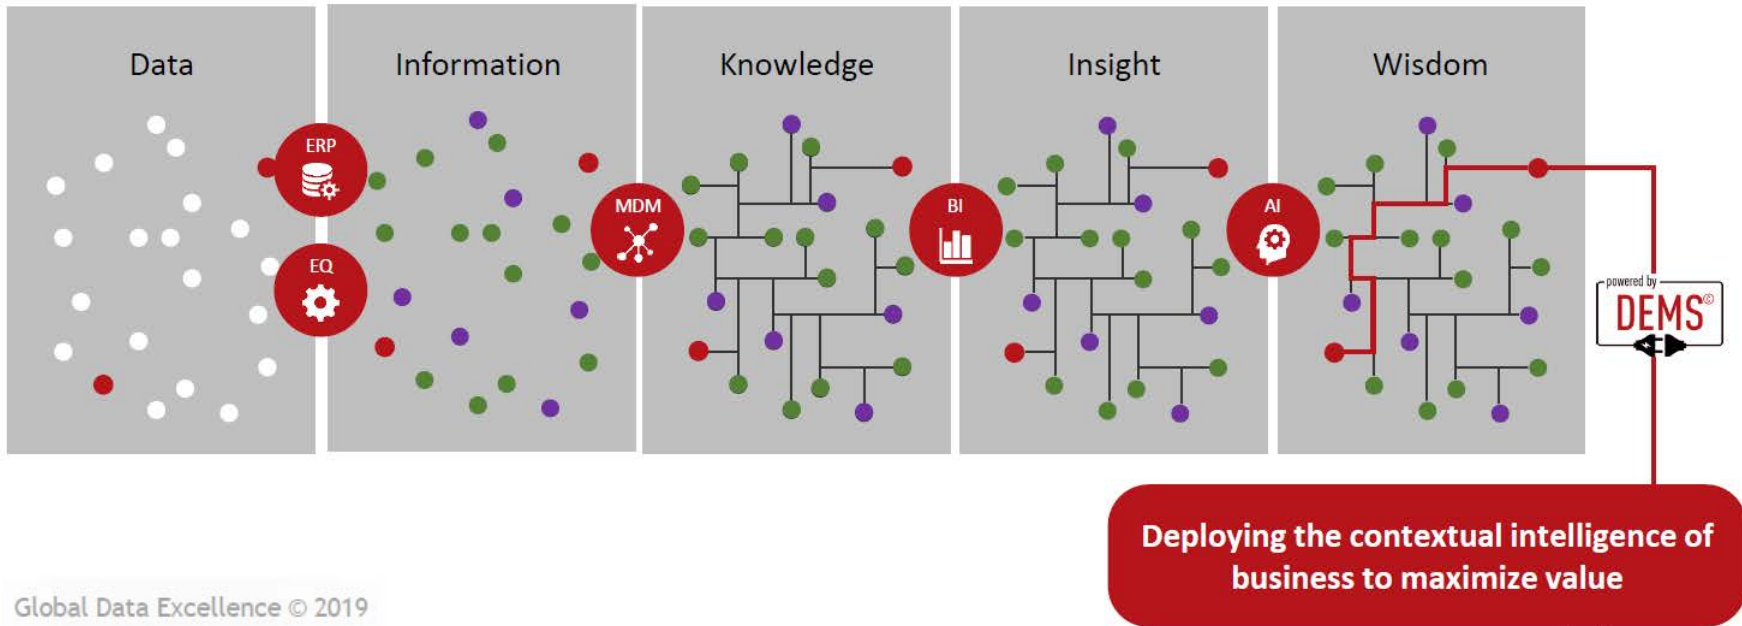 Data
Information
Knowledge
Insight
Wisdom
ERP
EQ
MDM
BI
AI
powered by
DEMS©
Deploying the contextual intelligence of
business to maximize value
Global Data Excellence © 2019